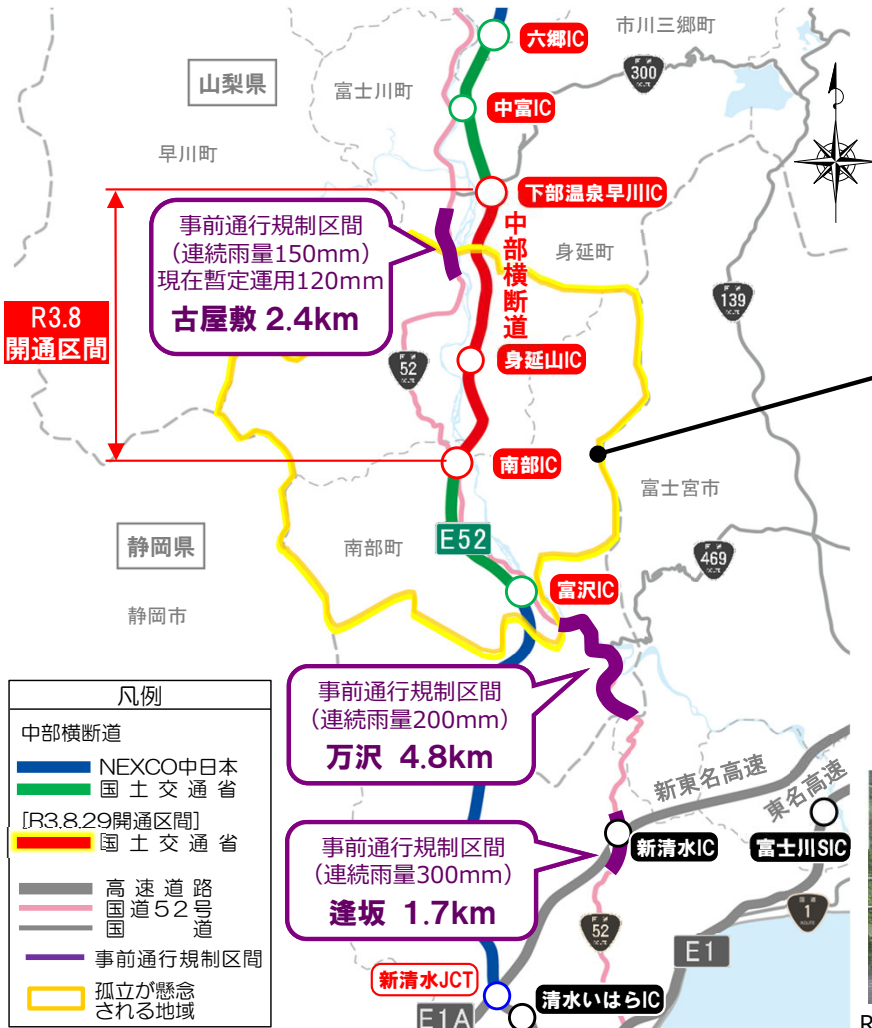 六郷IC
市川三郷町
300
山梨県
富士川町
中富IC
早川町
下部温泉早川IC
中部横断道
身延町
事前通行規制区間
(連続雨量150mm)
現在暫定運用120mm
古屋敷 2.4km
139
R3.8
開通区間
52
身延山IC
南部IC
富士宮市
静岡県
南部町
E52
469
静岡市
富沢IC
事前通行規制区間
(連続雨量200mm)
万沢 4.8km
新東名高速
東名高速
新清水IC
富士川SIC
事前通行規制区間
(連続雨量300mm)
逢坂 1.7km
52
1
E1
新清水JCT
清水いはらIC
E1A
凡例
中部横断道
NEXCO中日本
国土交通省
[R3.8.29開通区間]
国土交通省
高速道路
国道52号
国道
事前通行規制区間
孤立が懸念
される地域
R